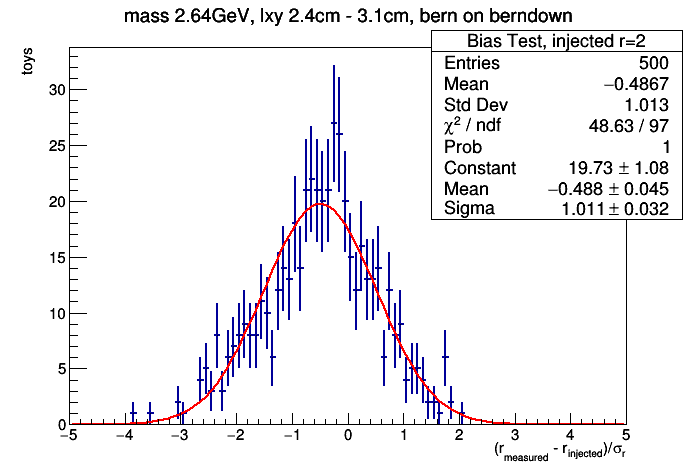 mass 2.64GeV, lxy 2.4cm - 3.1cm, bern on berndown
Bias Test, injected r=2
Entries 500
Mean −0.4867
Std Dev 1.013
χ² / ndf 48.63 / 97
Prob 1
Constant 19.73 ± 1.08
Mean −0.488 ± 0.045
Sigma 1.011 ± 0.032
toys
30
25
20
15
10
5
0
−5 −4 −3 −2 −1 0 1 2 3 4 5
(r_measured - r_injected)/σ_r